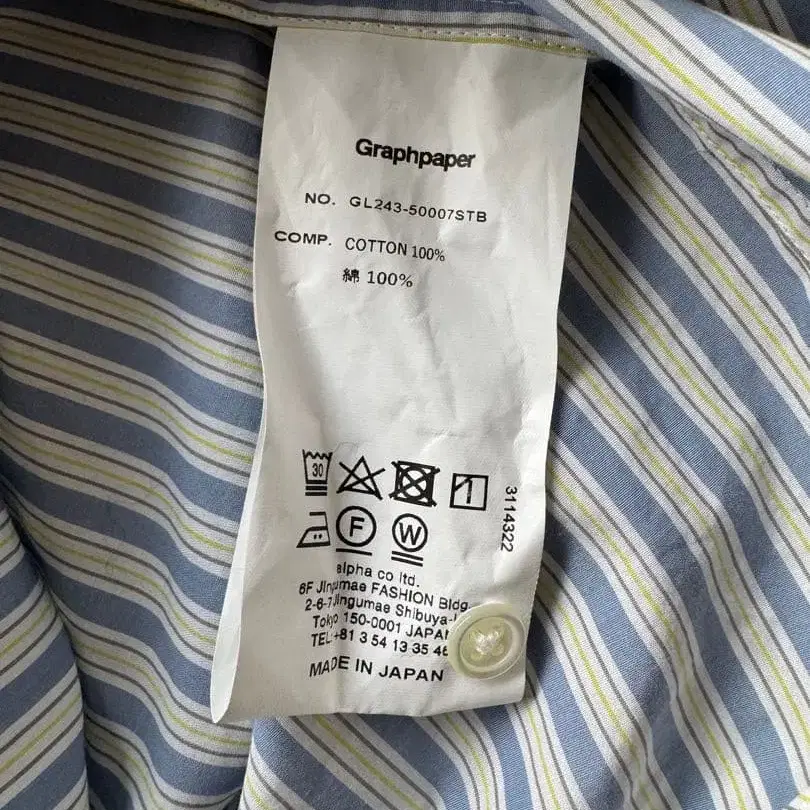 Graphpaper
NO. GL243-50007STB
COMP. COTTON 100%
綿 100%
30
F W
3114322
alpha co ltd.
6F Jingumae FASHION Bldg.
2-6-7 Jingumae Shibuya-
Tokyo 150-0001 JAPAN
TEL:+81 3 54 13 35 46
MADE IN JAPAN